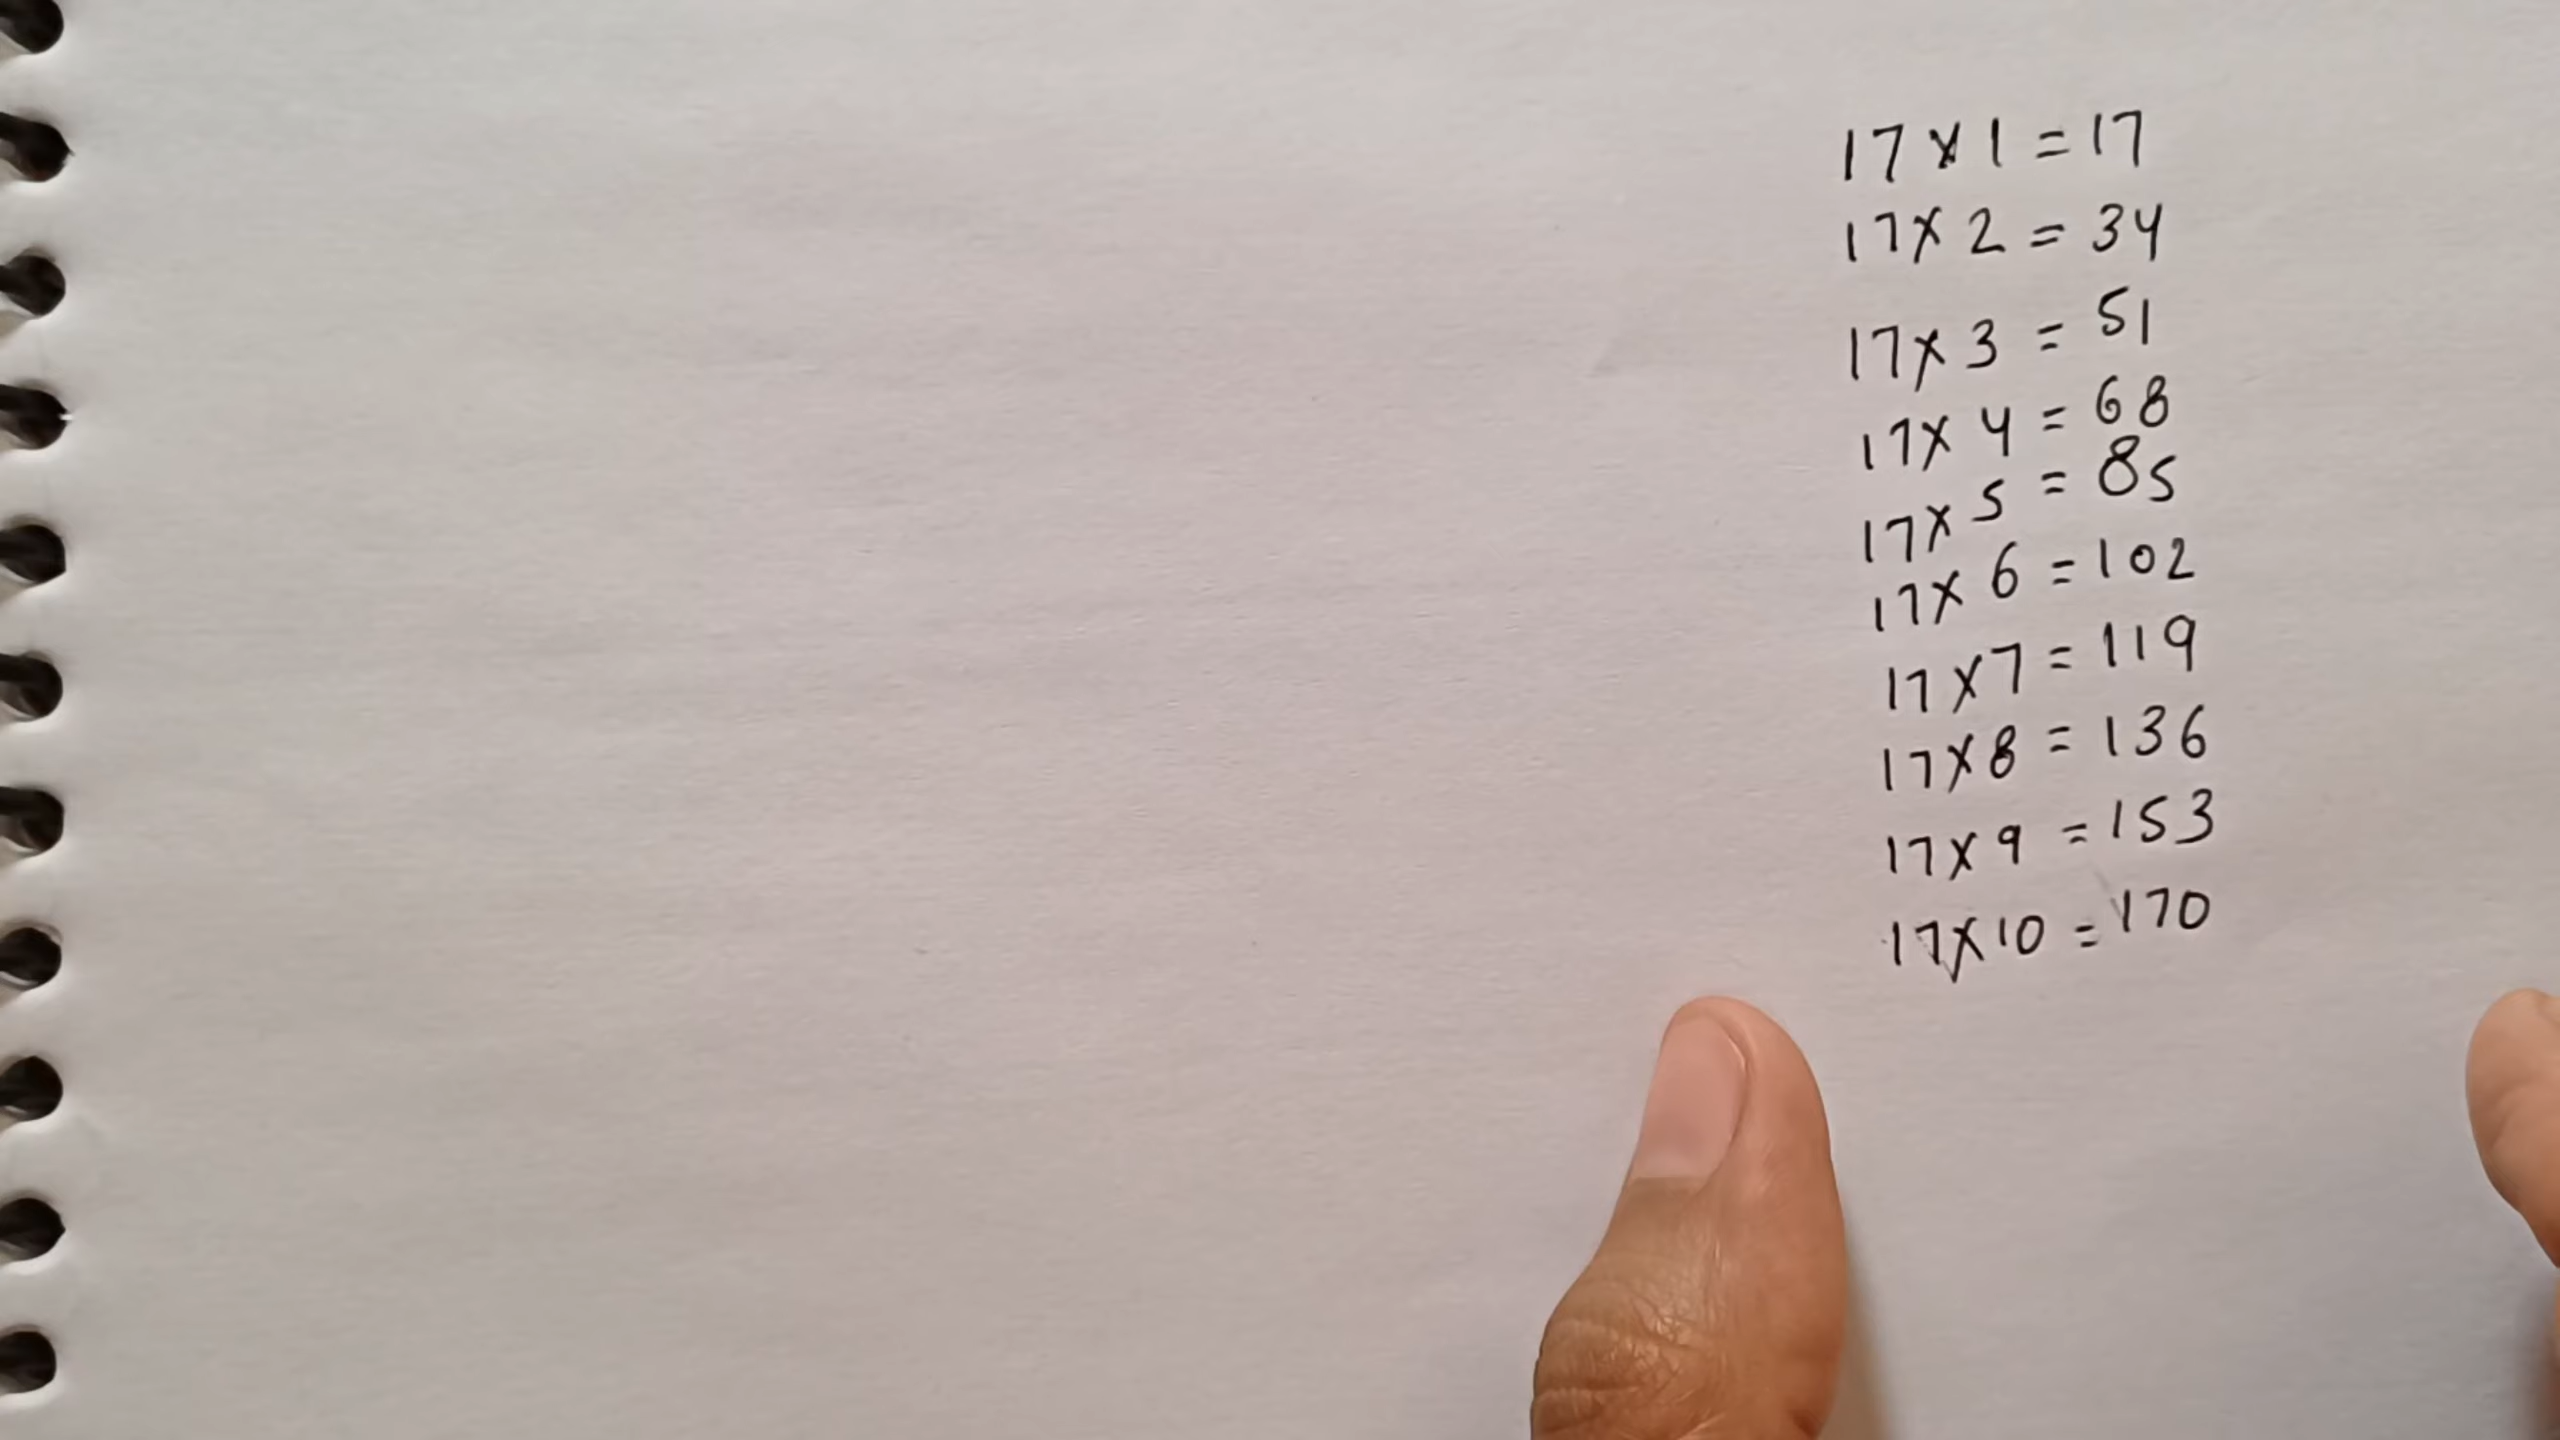 17 x 1 = 17
17 x 2 = 34
17 x 3 = 51
17 x 4 = 68
17 x 5 = 85
17 x 6 = 102
17 x 7 = 119
17 x 8 = 136
17 x 9 = 153
17 x 10 = 170